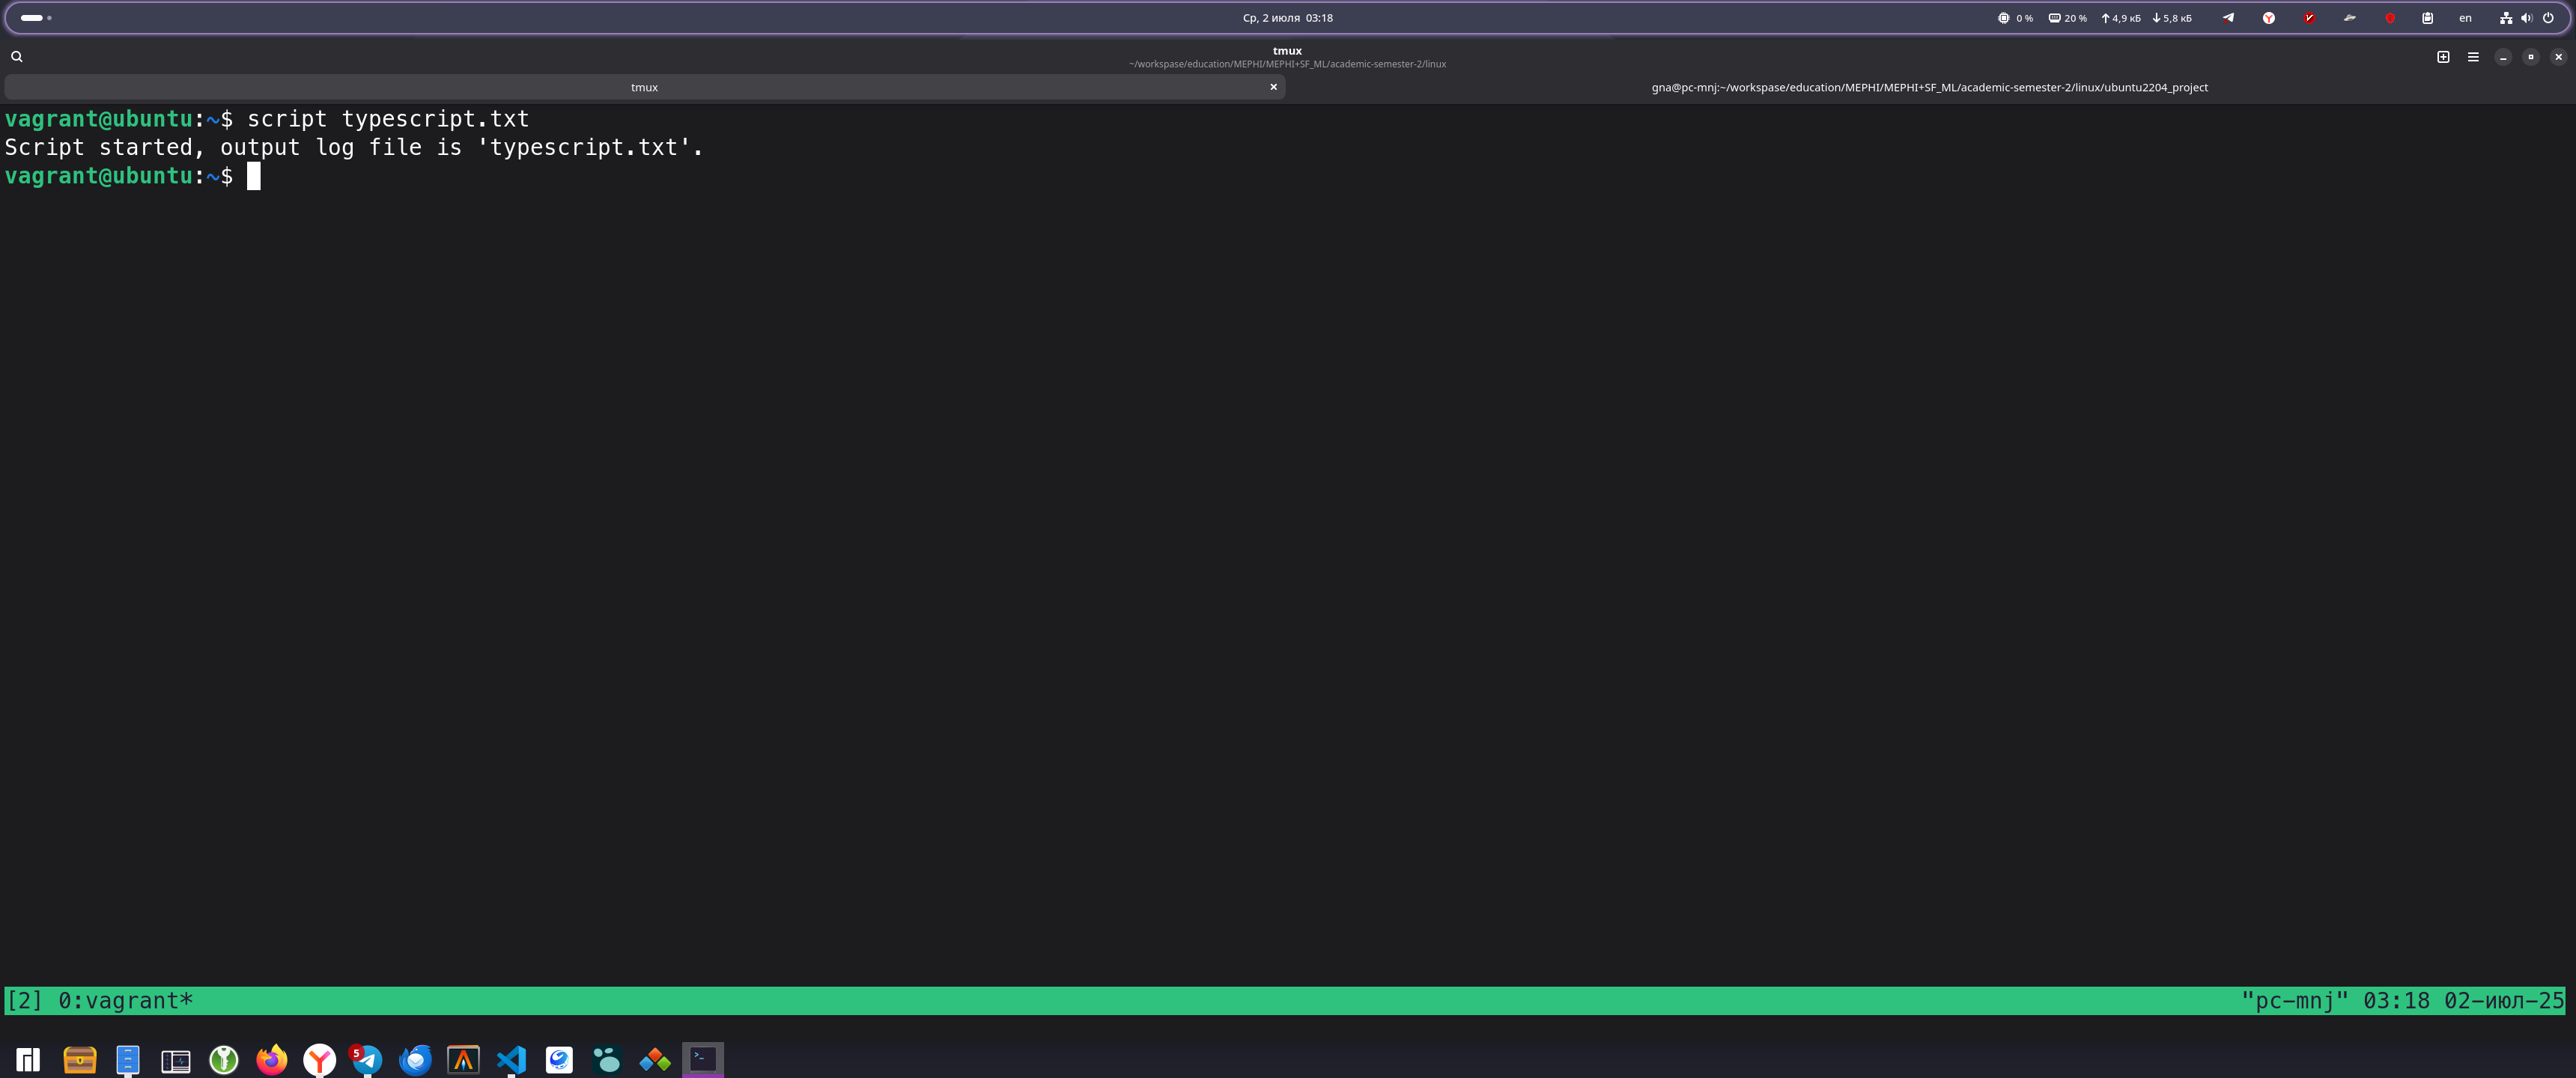 Ср, 2 июля 03:18
0 %
20 %
4,9 кБ
5,8 кБ
en
tmux
~/workspase/education/MEPHI/MEPHI+SF_ML/academic-semester-2/linux
tmux
gna@pc-mnj:~/workspase/education/MEPHI/MEPHI+SF_ML/academic-semester-2/linux/ubuntu2204_project
vagrant@ubuntu:~$ script typescript.txt
Script started, output log file is 'typescript.txt'.
vagrant@ubuntu:~$
[2] 0:vagrant*
"pc-mnj" 03:18 02-июл-25
5